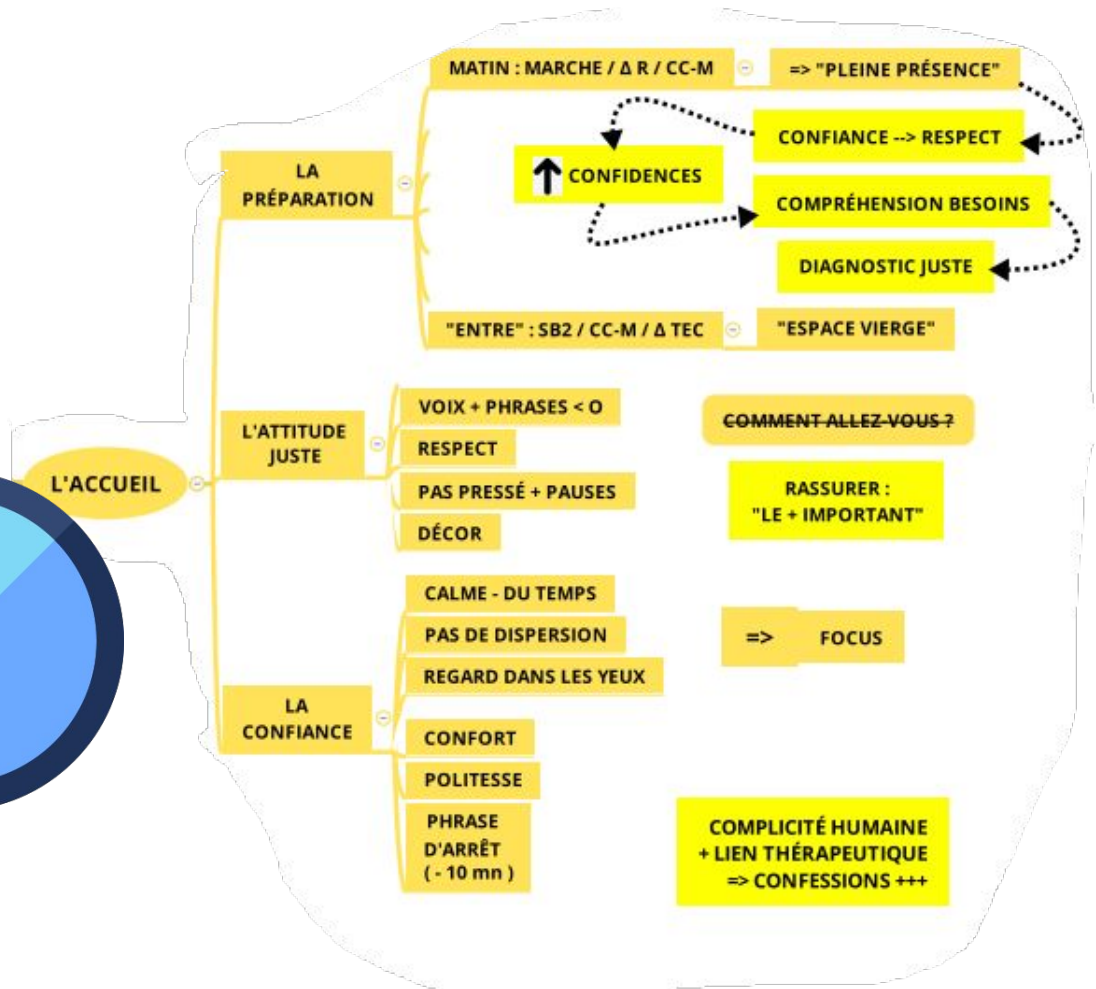 MATIN : MARCHE / Δ R / CC-M
=> "PLEINE PRÉSENCE"
CONFIANCE --> RESPECT
CONFIDENCES
COMPRÉHENSION BESOINS
DIAGNOSTIC JUSTE
LA
PRÉPARATION
"ENTRE" : SB2 / CC-M / Δ TEC
"ESPACE VIERGE"
L'ACCUEIL
L'ATTITUDE
JUSTE
VOIX + PHRASES < O
RESPECT
PAS PRESSÉ + PAUSES
DÉCOR
COMMENT ALLEZ-VOUS ?
RASSURER :
"LE + IMPORTANT"
LA
CONFIANCE
CALME - DU TEMPS
PAS DE DISPERSION
REGARD DANS LES YEUX
CONFORT
POLITESSE
PHRASE
D'ARRÊT
( - 10 mn )
=> FOCUS
COMPLICITÉ HUMAINE
+ LIEN THÉRAPEUTIQUE
=> CONFESSIONS +++